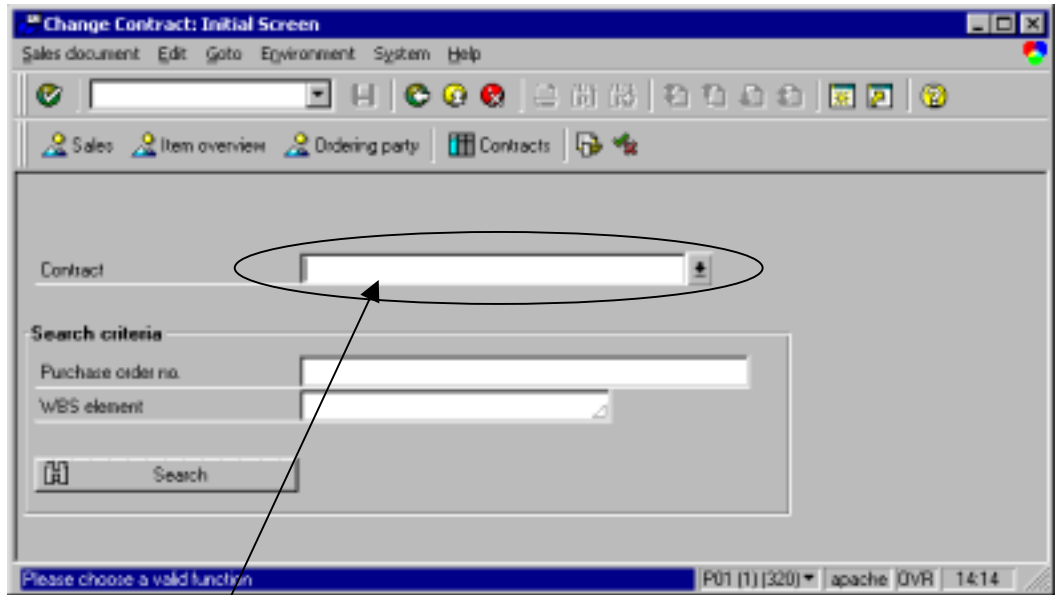 Change Contract: Initial Screen
Sales document Edit Goto Environment System Help
Sales Item overview Ordering party Contracts
Contract
Search criteria
Purchase order no.
WBS element
Search
Please choose a valid function P01 (1) (320) apache OVR 14:14